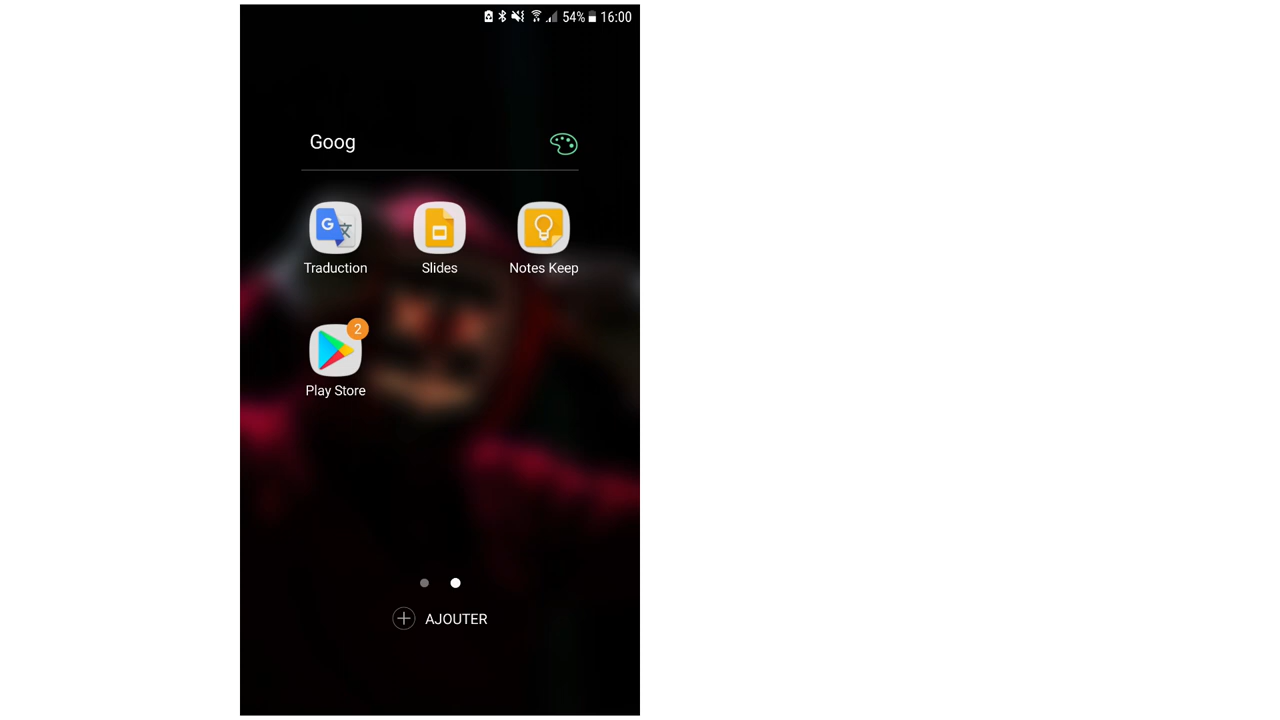 54% 16:00
Goog
Traduction Slides Notes Keep
2
Play Store
AJOUTER